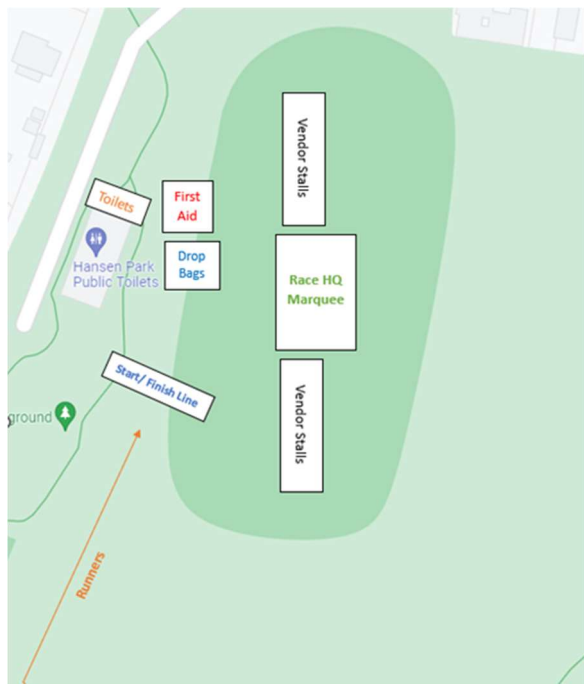 Vendor Stalls
Toilets
First
Aid
Hansen Park
Public Toilets
Drop
Bags
Race HQ
Marquee
Start/ Finish Line
Vendor Stalls
ground
Runners